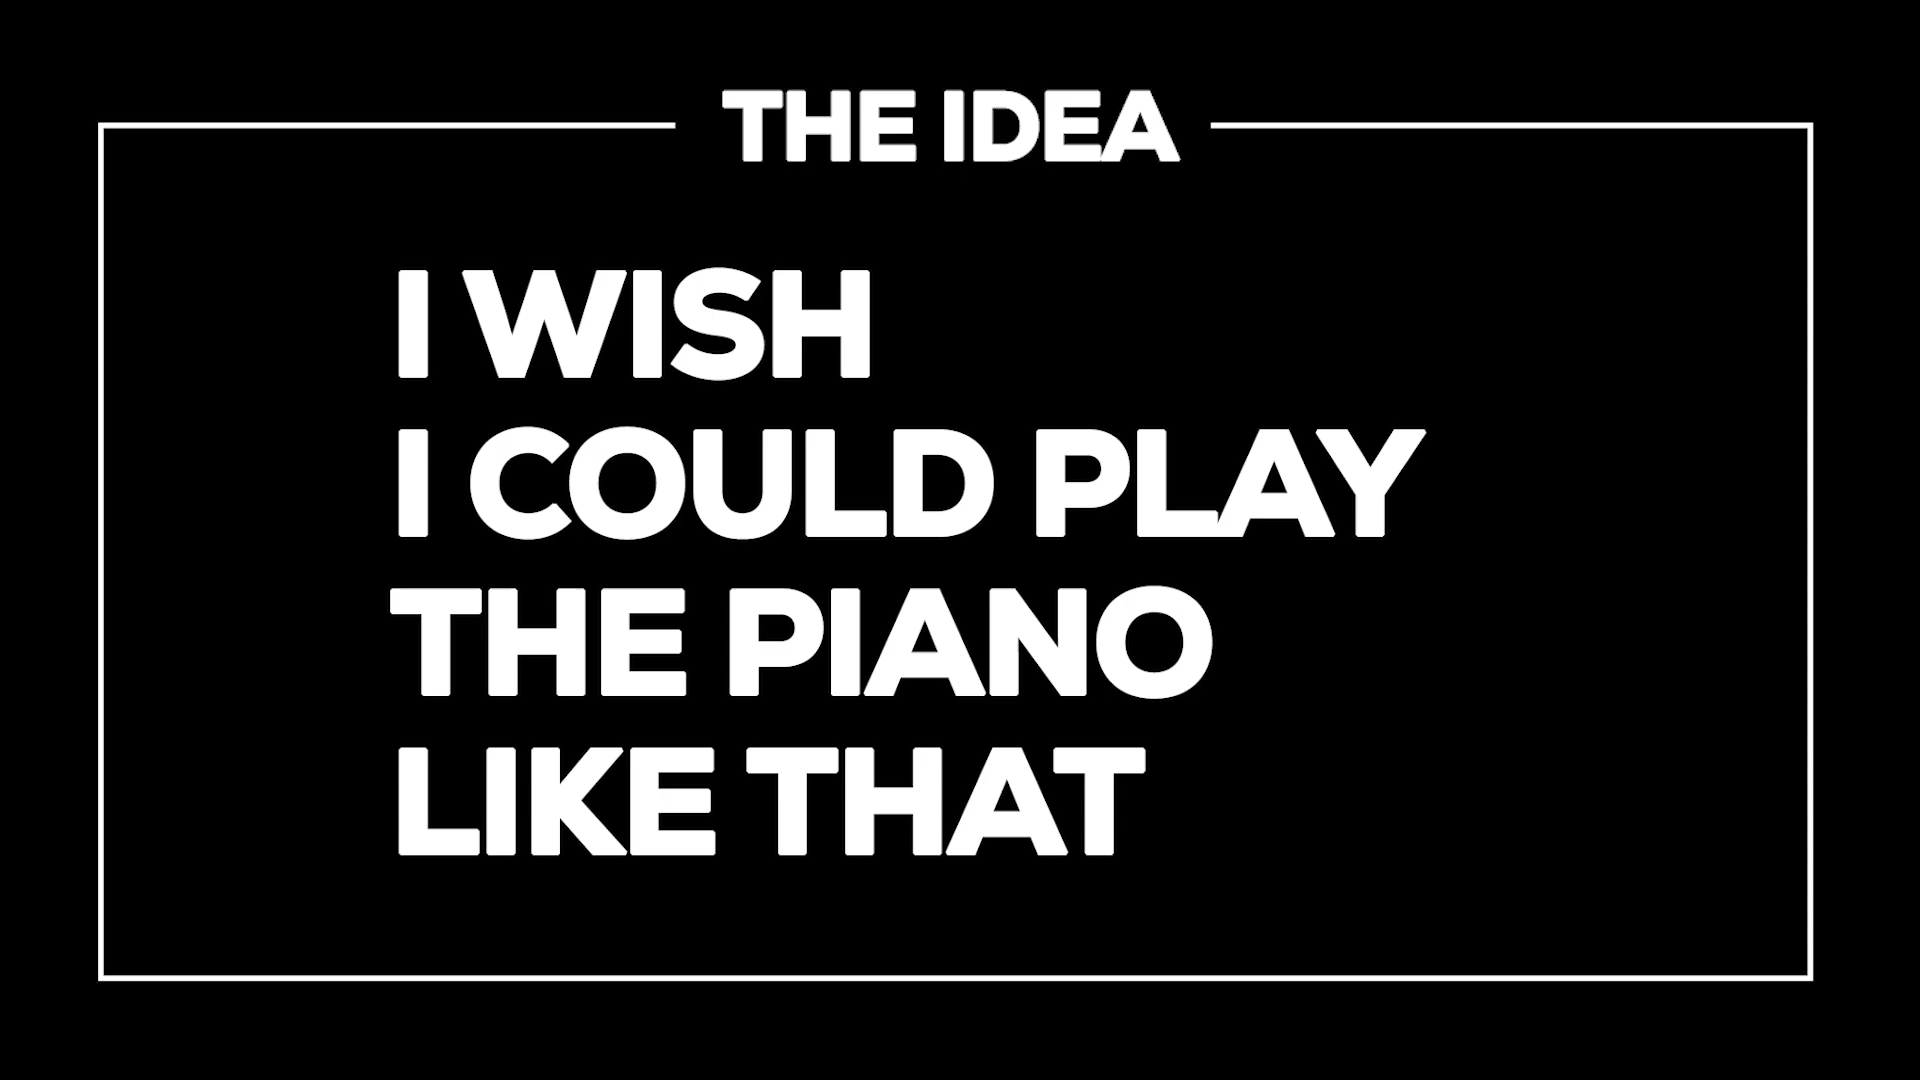 THE IDEA
I WISH
I COULD PLAY
THE PIANO
LIKE THAT